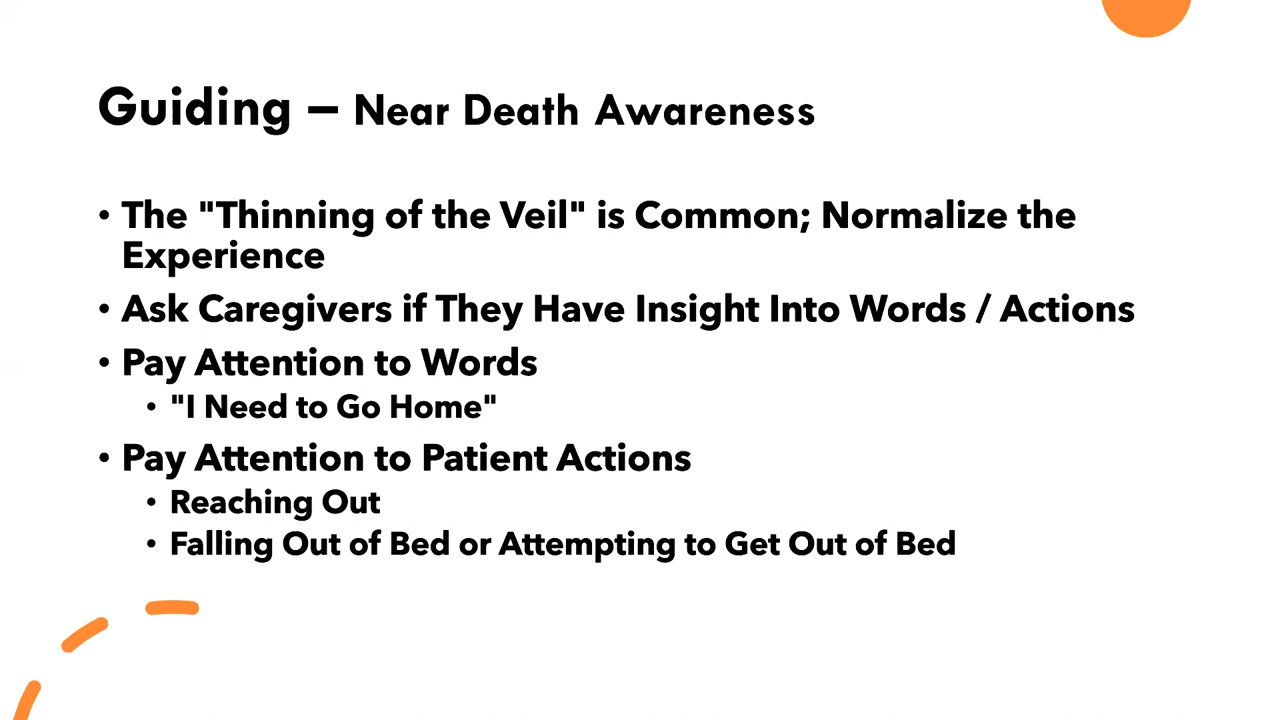 Guiding – Near Death Awareness
• The "Thinning of the Veil" is Common; Normalize the
Experience
• Ask Caregivers if They Have Insight Into Words / Actions
• Pay Attention to Words
• "I Need to Go Home"
• Pay Attention to Patient Actions
• Reaching Out
• Falling Out of Bed or Attempting to Get Out of Bed